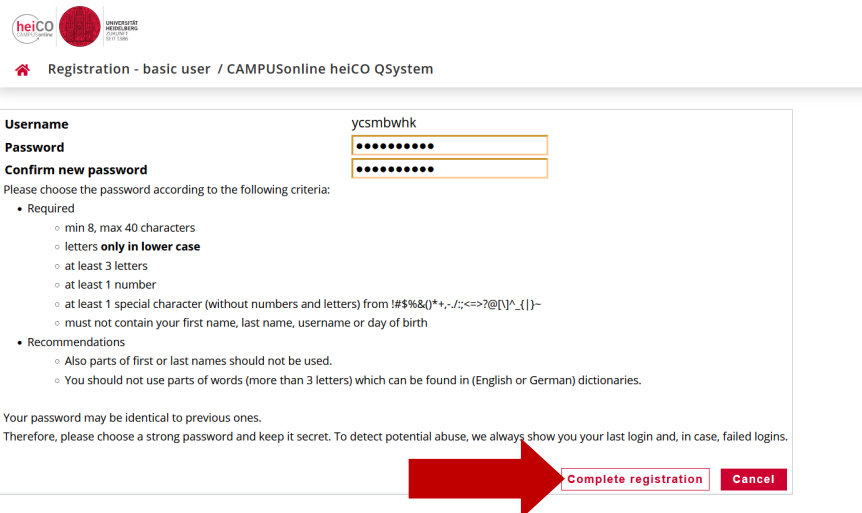 heiCO
CAMPUSonline
UNIVERSITÄT
HEIDELBERG
ZUKUNFT
SEIT 1386
Registration - basic user / CAMPUSonline heiCO QSystem
Username ycsmbwhk
Password ●●●●●●●●●●
Confirm new password ●●●●●●●●●●
Please choose the password according to the following criteria:
• Required
◦ min 8, max 40 characters
◦ letters only in lower case
◦ at least 3 letters
◦ at least 1 number
◦ at least 1 special character (without numbers and letters) from !#$%&()*+,-./:;<=>?@[\]^_{|}~
◦ must not contain your first name, last name, username or day of birth
• Recommendations
◦ Also parts of first or last names should not be used.
◦ You should not use parts of words (more than 3 letters) which can be found in (English or German) dictionaries.
Your password may be identical to previous ones.
Therefore, please choose a strong password and keep it secret. To detect potential abuse, we always show you your last login and, in case, failed logins.
Complete registration Cancel